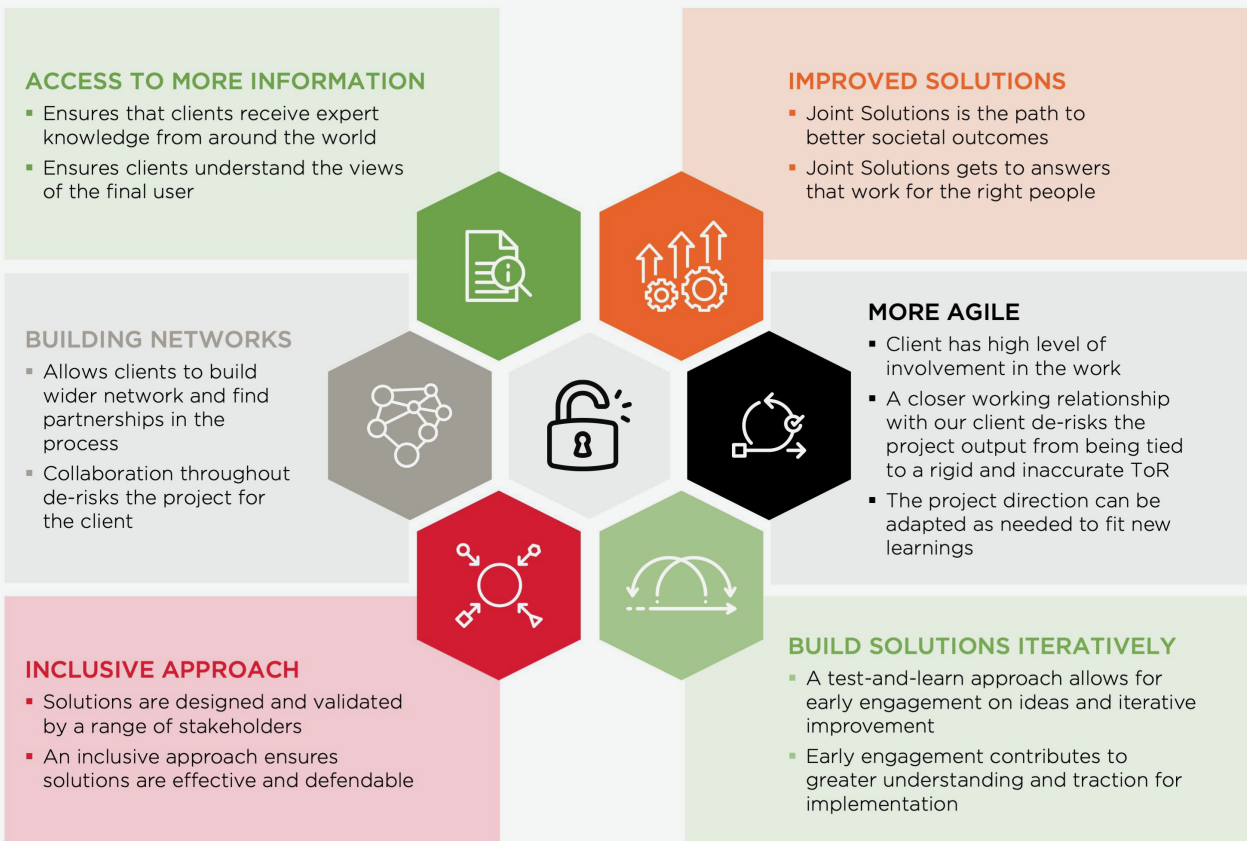 ACCESS TO MORE INFORMATION
▪ Ensures that clients receive expert
knowledge from around the world
▪ Ensures clients understand the views
of the final user
IMPROVED SOLUTIONS
▪ Joint Solutions is the path to
better societal outcomes
▪ Joint Solutions gets to answers
that work for the right people
BUILDING NETWORKS
▪ Allows clients to build
wider network and find
partnerships in the
process
▪ Collaboration throughout
de-risks the project for
the client
MORE AGILE
▪ Client has high level of
involvement in the work
▪ A closer working relationship
with our client de-risks the
project output from being tied
to a rigid and inaccurate ToR
▪ The project direction can be
adapted as needed to fit new
learnings
INCLUSIVE APPROACH
▪ Solutions are designed and validated
by a range of stakeholders
▪ An inclusive approach ensures
solutions are effective and defendable
BUILD SOLUTIONS ITERATIVELY
▪ A test-and-learn approach allows for
early engagement on ideas and iterative
improvement
▪ Early engagement contributes to
greater understanding and traction for
implementation